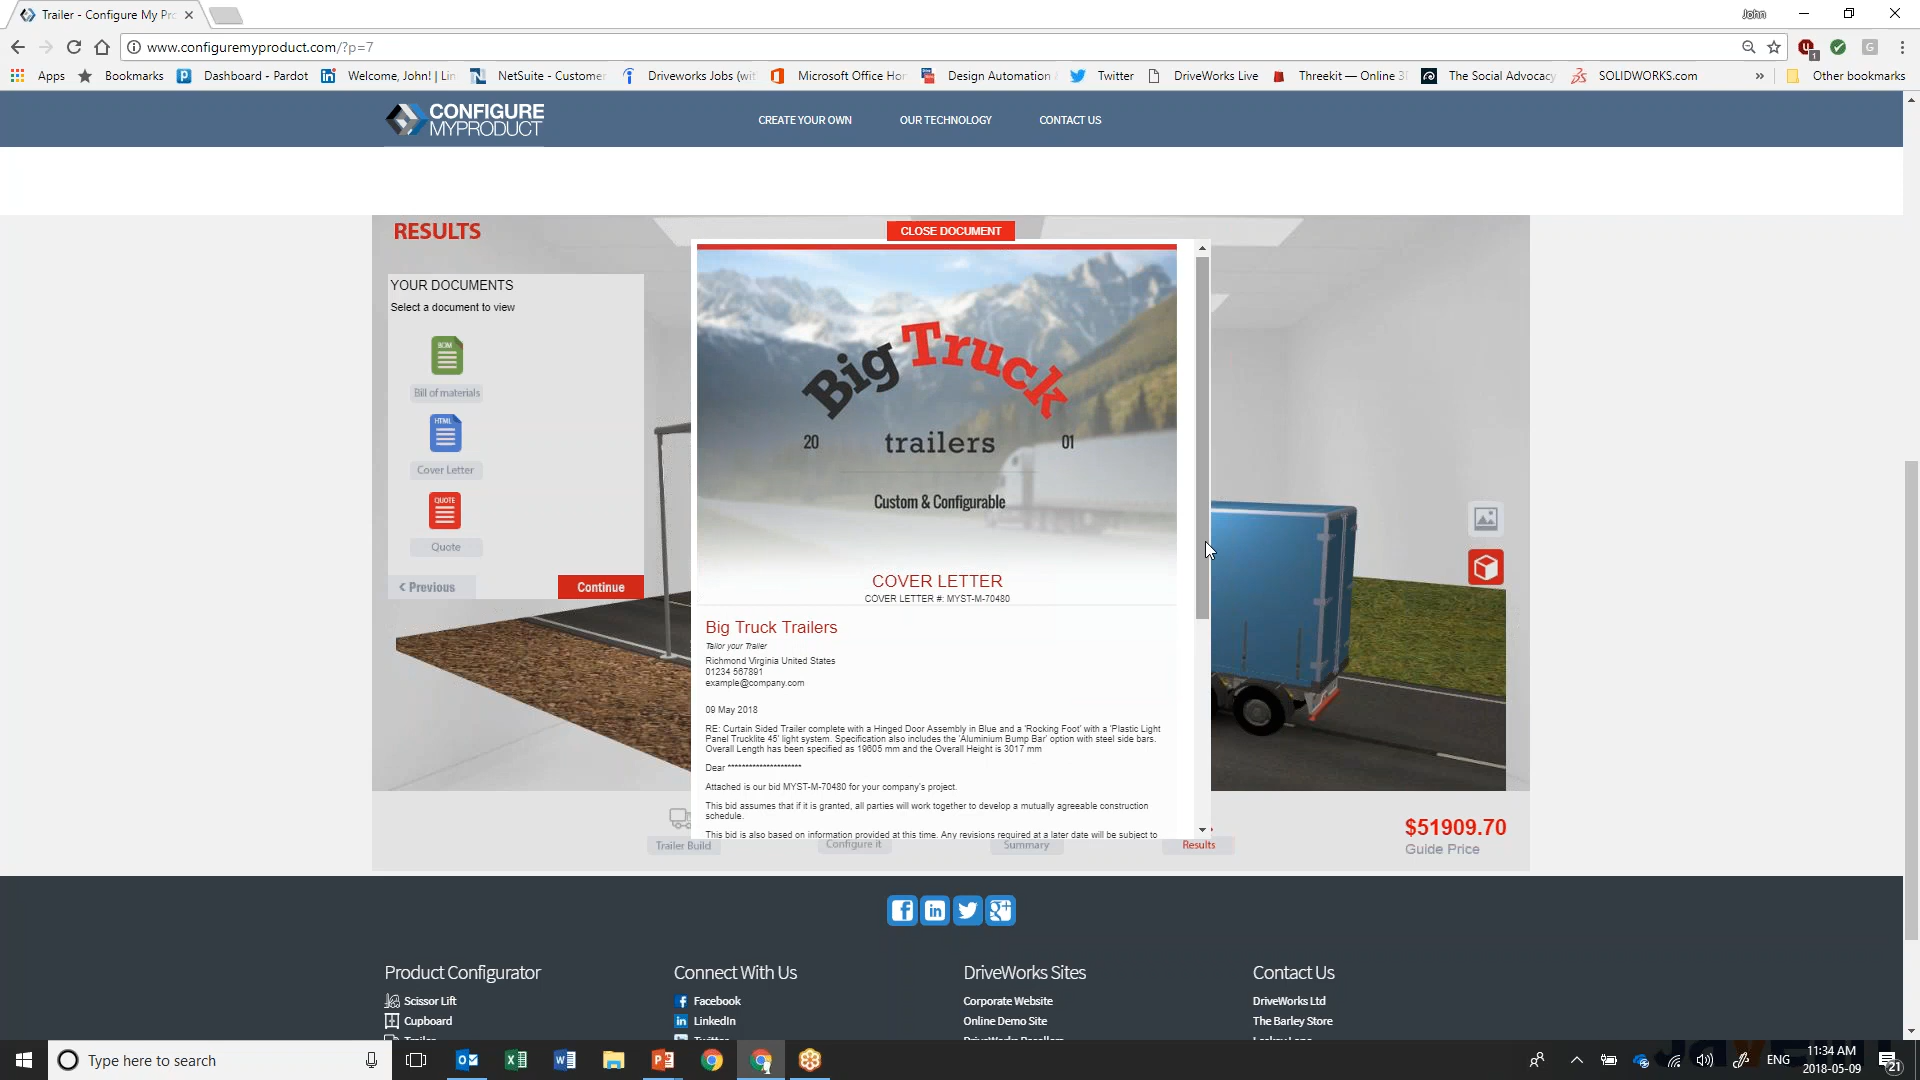 Trailer - Configure My Pro
John
www.configuremyproduct.com/?p=7
Apps
Bookmarks
Dashboard - Pardot
Welcome, John! | Lin
NetSuite - Customer
Driveworks Jobs (wit
Microsoft Office Hor
Design Automation
Twitter
DriveWorks Live
Threekit — Online 3
The Social Advocacy
SOLIDWORKS.com
»
Other bookmarks
CONFIGURE
MYPRODUCT
CREATE YOUR OWN
OUR TECHNOLOGY
CONTACT US
RESULTS
CLOSE DOCUMENT
YOUR DOCUMENTS
Select a document to view
BOM
Bill of materials
HTML
Cover Letter
QUOTE
Quote
< Previous
Continue
Big Truck
20 trailers 01
Custom & Configurable
COVER LETTER
COVER LETTER #: MYST-M-70480
Big Truck Trailers
Tailor your Trailer
Richmond Virginia United States
01234 567891
example@company.com
09 May 2018
RE: Curtain Sided Trailer complete with a Hinged Door Assembly in Blue and a 'Rocking Foot' with a 'Plastic Light
Panel Trucklite 45' light system. Specification also includes the 'Aluminium Bump Bar' option with steel side bars.
Overall Length has been specified as 19605 mm and the Overall Height is 3017 mm
Dear *********************
Attached is our bid MYST-M-70480 for your company's project.
This bid assumes that if it is granted, all parties will work together to develop a mutually agreeable construction
schedule.
This bid is also based on information provided at this time. Any revisions required at a later date will be subject to
Trailer Build
Configure it
Summary
Results
$51909.70
Guide Price
Product Configurator
Scissor Lift
Cupboard
Trailer
Connect With Us
Facebook
LinkedIn
Twitter
DriveWorks Sites
Corporate Website
Online Demo Site
DriveWorks Resellers
Contact Us
DriveWorks Ltd
The Barley Store
Type here to search
ENG
11:34 AM
2018-05-09
21